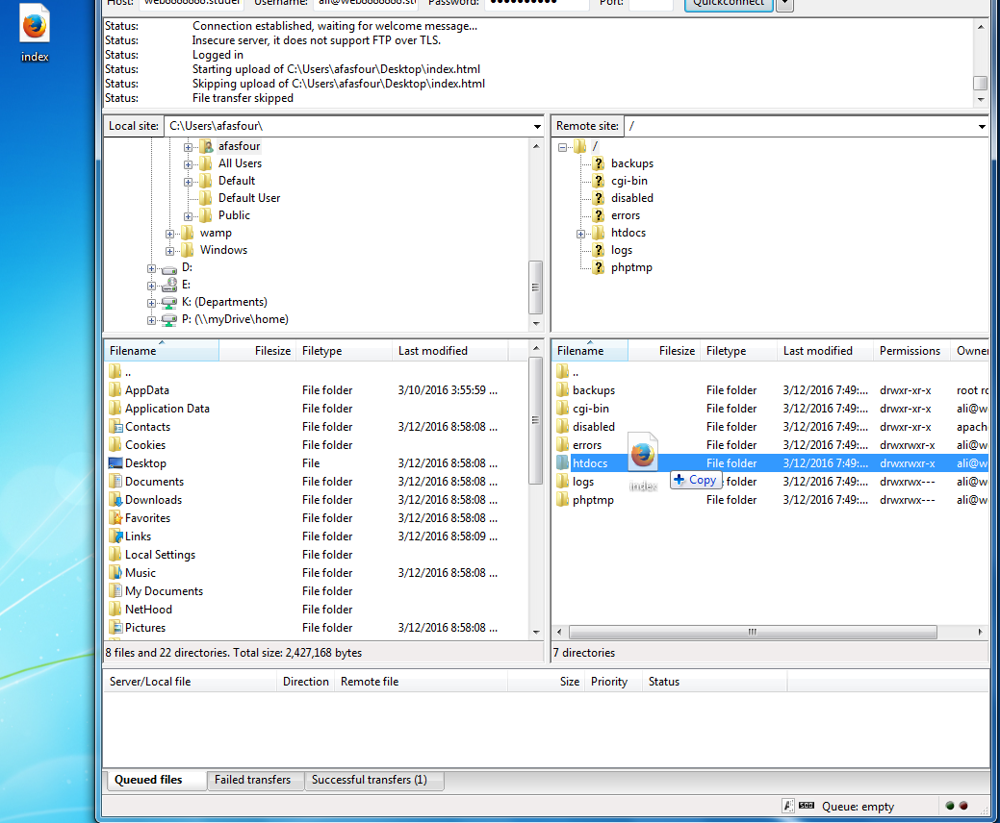 index
Host: Username: Password: Port: Quickconnect
Status: Connection established, waiting for welcome message...
Status: Insecure server, it does not support FTP over TLS.
Status: Logged in
Status: Starting upload of C:\Users\afasfour\Desktop\index.html
Status: Skipping upload of C:\Users\afasfour\Desktop\index.html
Status: File transfer skipped
Local site: C:\Users\afasfour\
afasfour
All Users
Default
Default User
Public
wamp
Windows
D:
E:
K: (Departments)
P: (\\myDrive\home)
Remote site: /
/
backups
cgi-bin
disabled
errors
htdocs
logs
phptmp
Filename Filesize Filetype Last modified
..
AppData File folder 3/10/2016 3:55:59 ...
Application Data File folder
Contacts File folder 3/12/2016 8:58:08 ...
Cookies File folder
Desktop File 3/12/2016 8:58:08 ...
Documents File folder 3/12/2016 8:58:08 ...
Downloads File folder 3/12/2016 8:58:08 ...
Favorites File folder 3/12/2016 8:58:08 ...
Links File folder 3/12/2016 8:58:09 ...
Local Settings File folder
Music File folder 3/12/2016 8:58:08 ...
My Documents File folder
NetHood File folder
Pictures File folder 3/12/2016 8:58:08 ...
8 files and 22 directories. Total size: 2,427,168 bytes
Filename Filesize Filetype Last modified Permissions Owner
..
backups File folder 3/12/2016 7:49:... drwxr-xr-x root ro
cgi-bin File folder 3/12/2016 7:49:... drwxr-xr-x ali@w
disabled File folder 3/12/2016 7:49:... drwxr-xr-x apach
errors File folder 3/12/2016 7:49:... drwxrwxr-x ali@w
htdocs File folder 3/12/2016 7:49:... drwxrwxr-x ali@w
logs File folder 3/12/2016 7:49:... drwxrwx--- ali@w
phptmp File folder 3/12/2016 7:49:... drwxrwx--- ali@w
index
Copy
7 directories
Server/Local file Direction Remote file Size Priority Status
Queued files Failed transfers Successful transfers (1)
Queue: empty